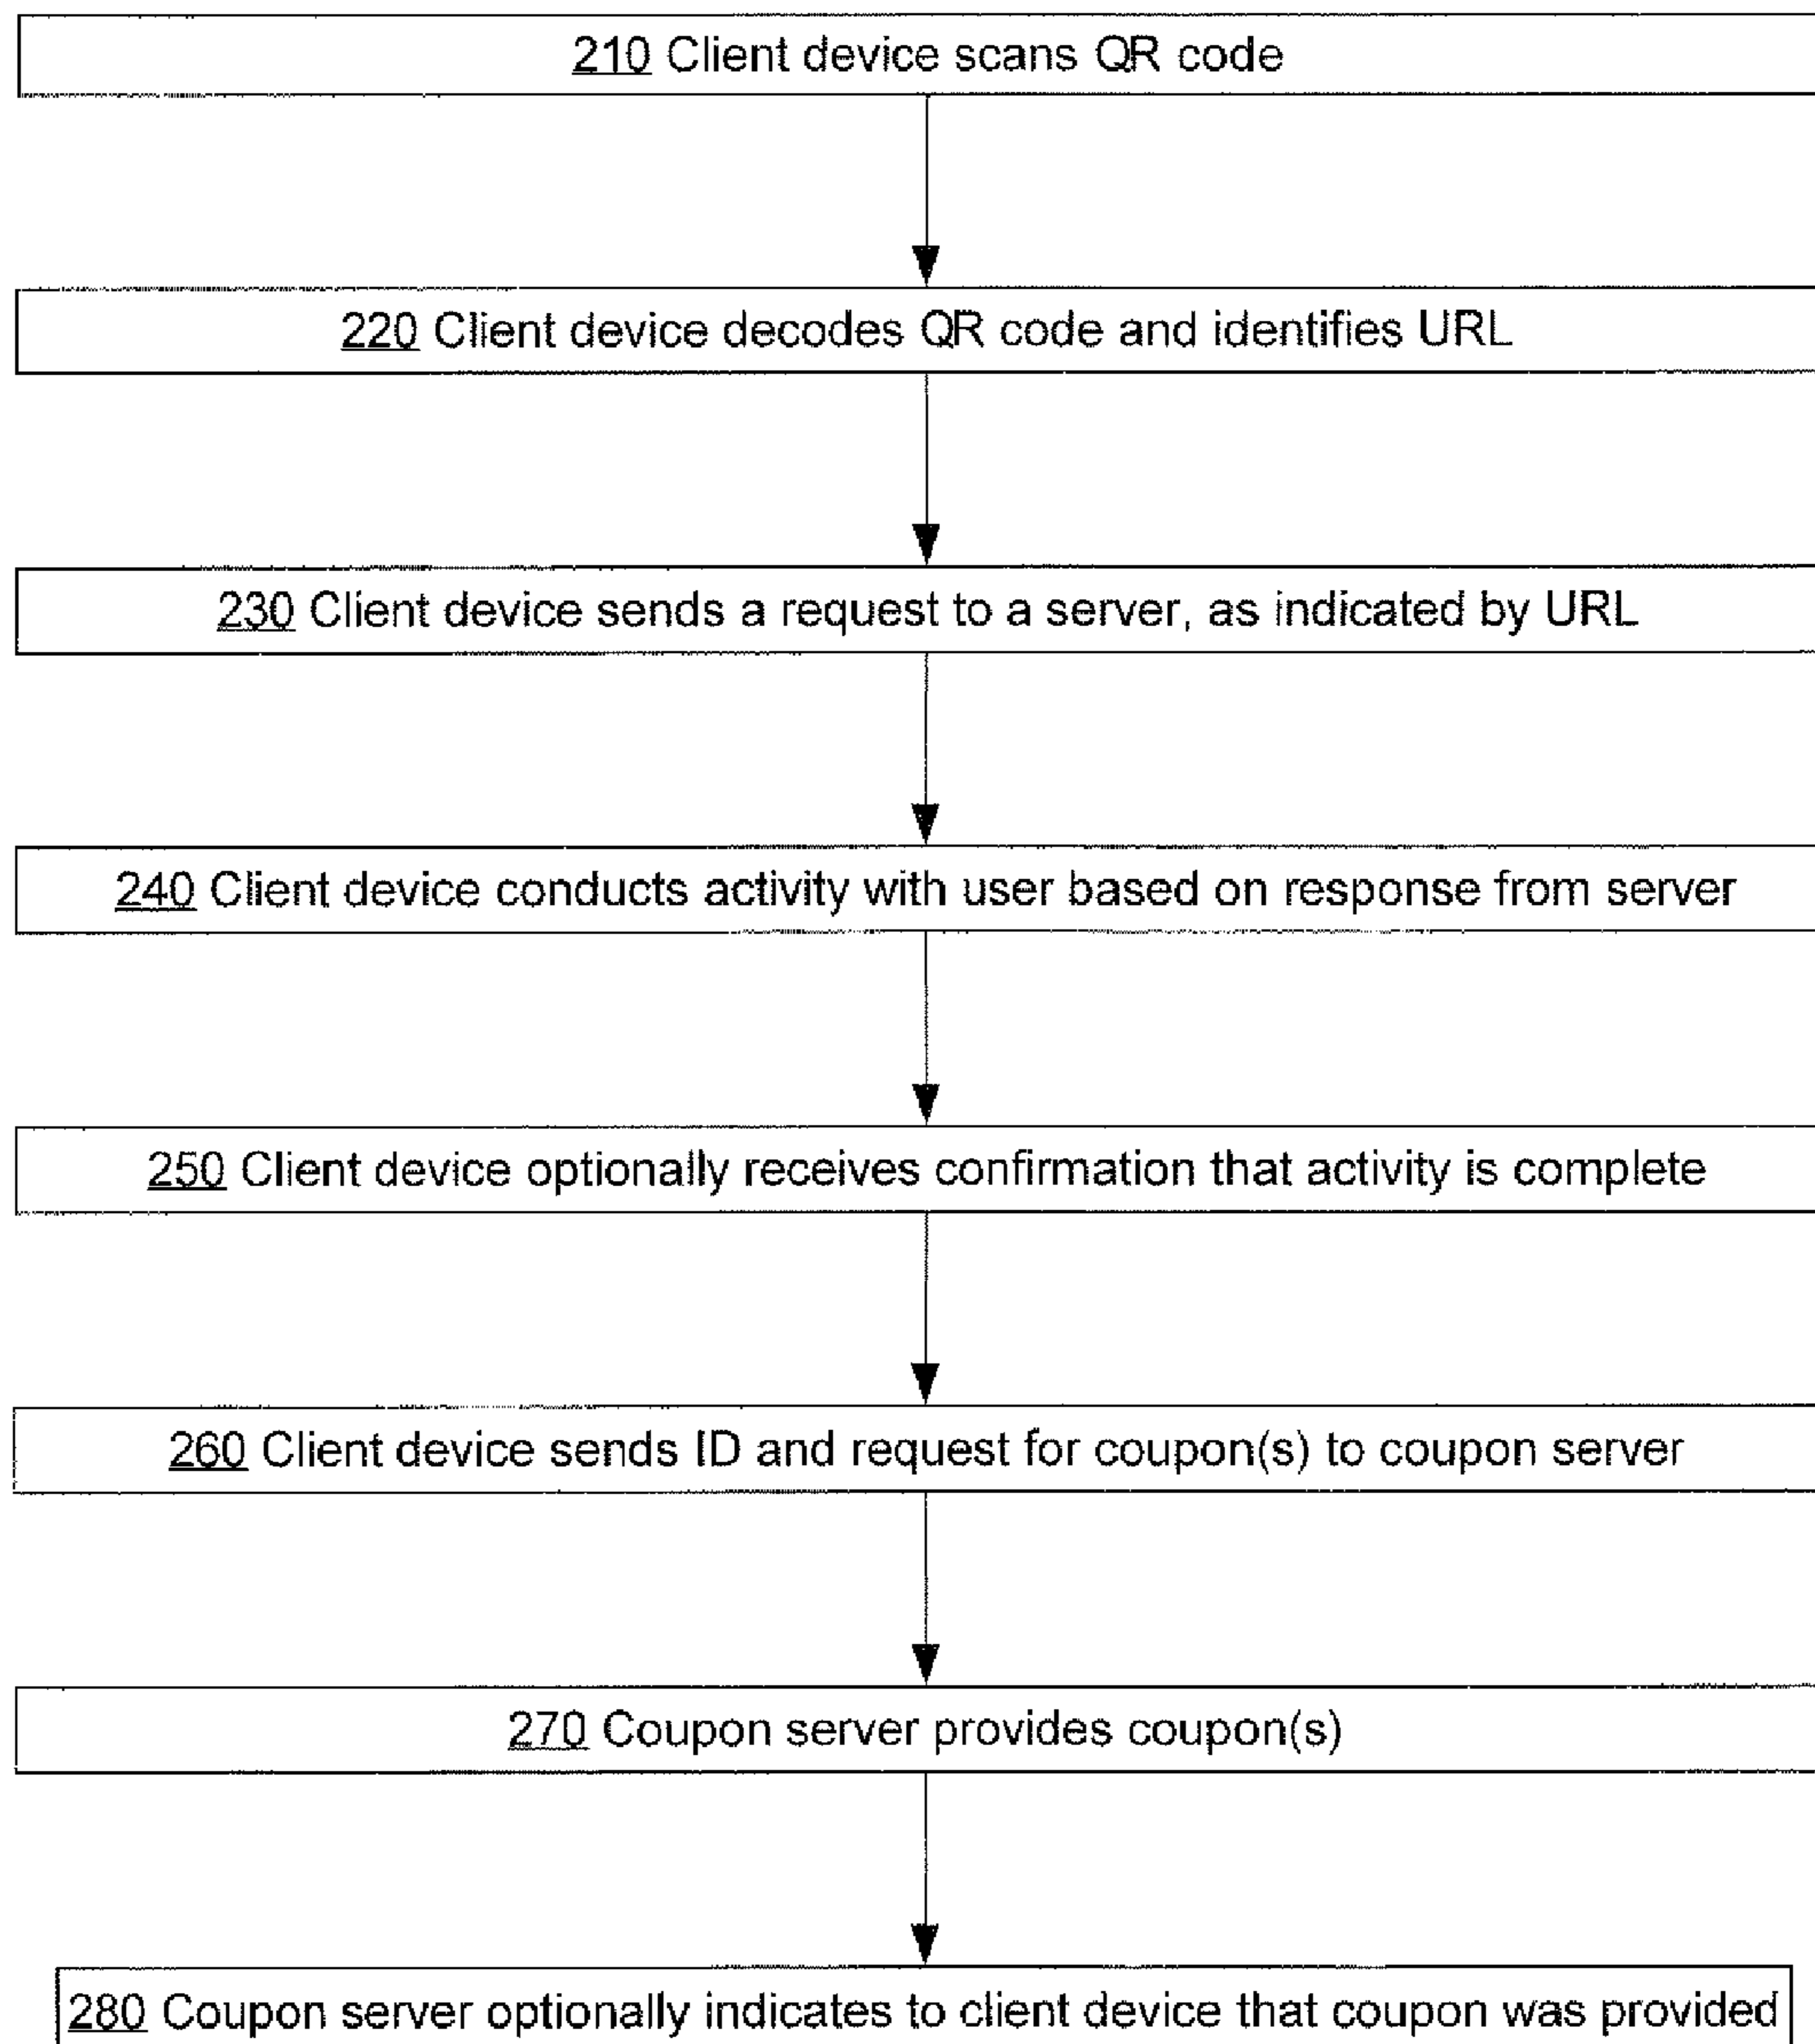 210 Client device scans QR code
220 Client device decodes QR code and identifies URL
230 Client device sends a request to a server, as indicated by URL
240 Client device conducts activity with user based on response from server
250 Client device optionally receives confirmation that activity is complete
260 Client device sends ID and request for coupon(s) to coupon server
270 Coupon server provides coupon(s)
280 Coupon server optionally indicates to client device that coupon was provided